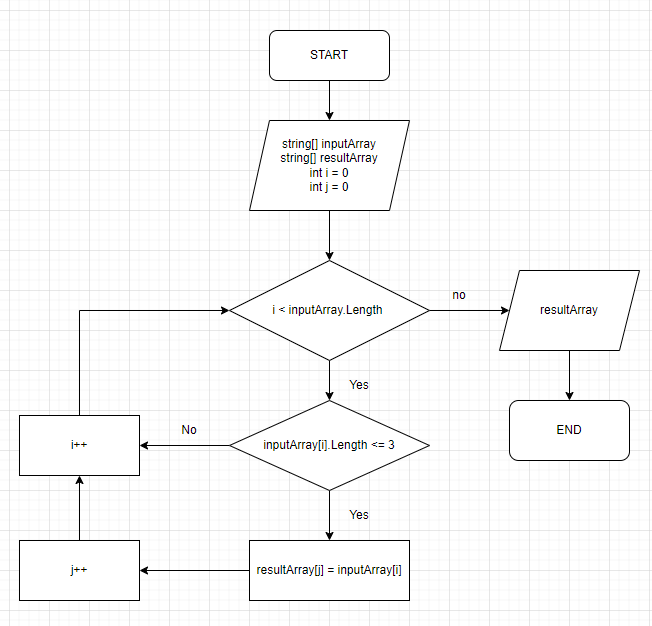 START
string[] inputArray
string[] resultArray
int i = 0
int j = 0
i < inputArray.Length
no
resultArray
Yes
END
No
inputArray[i].Length <= 3
i++
Yes
j++
resultArray[j] = inputArray[i]